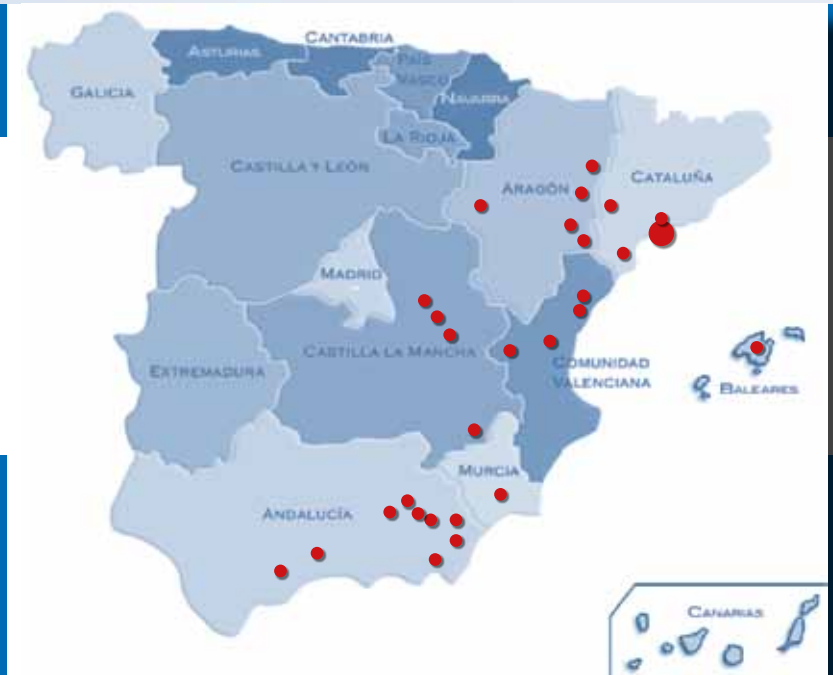 CANTABRIA
ASTURIAS
PAÍS
VASCO
GALICIA
NAVARRA
LA RIOJA
CASTILLA Y LEÓN
ARAGÓN
CATALUÑA
MADRID
CASTILLA LA MANCHA
EXTREMADURA
COMUNIDAD
VALENCIANA
BALEARES
MURCIA
ANDALUCÍA
CANARIAS